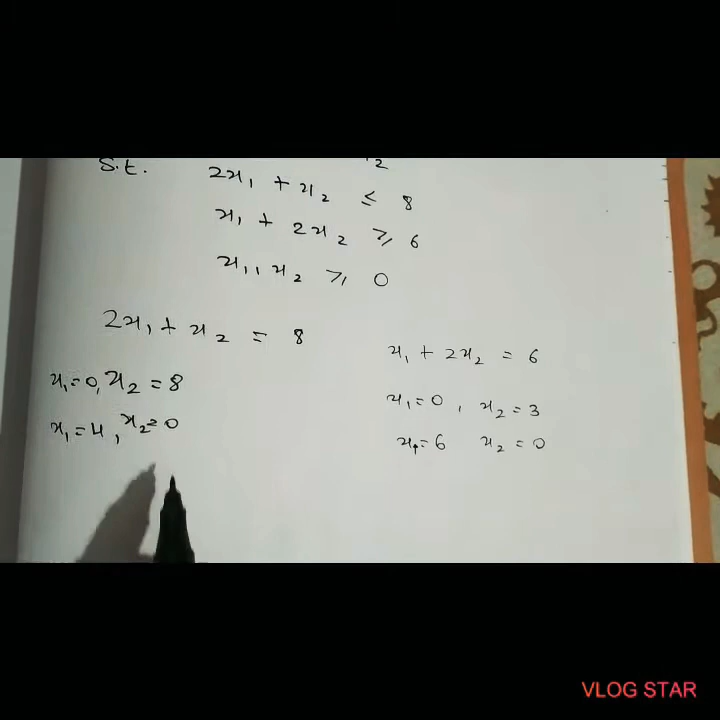 S.t.
2x₁ + x₂ ≤ 8
x₁ + 2x₂ ≥ 6
x₁, x₂ ≥ 0
2x₁ + x₂ = 8
x₁=0, x₂ = 8
x₁=4, x₂=0
x₁ + 2x₂ = 6
x₁=0, x₂=3
x₁=6 x₂=0
VLOG STAR